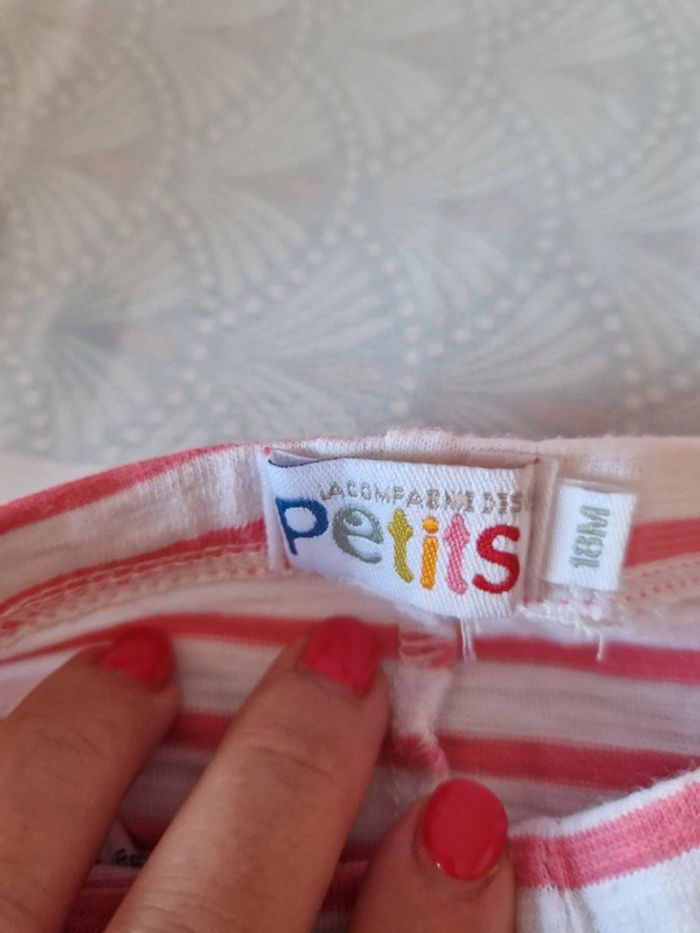 LA COMPAGNIE DES
Petits
18M